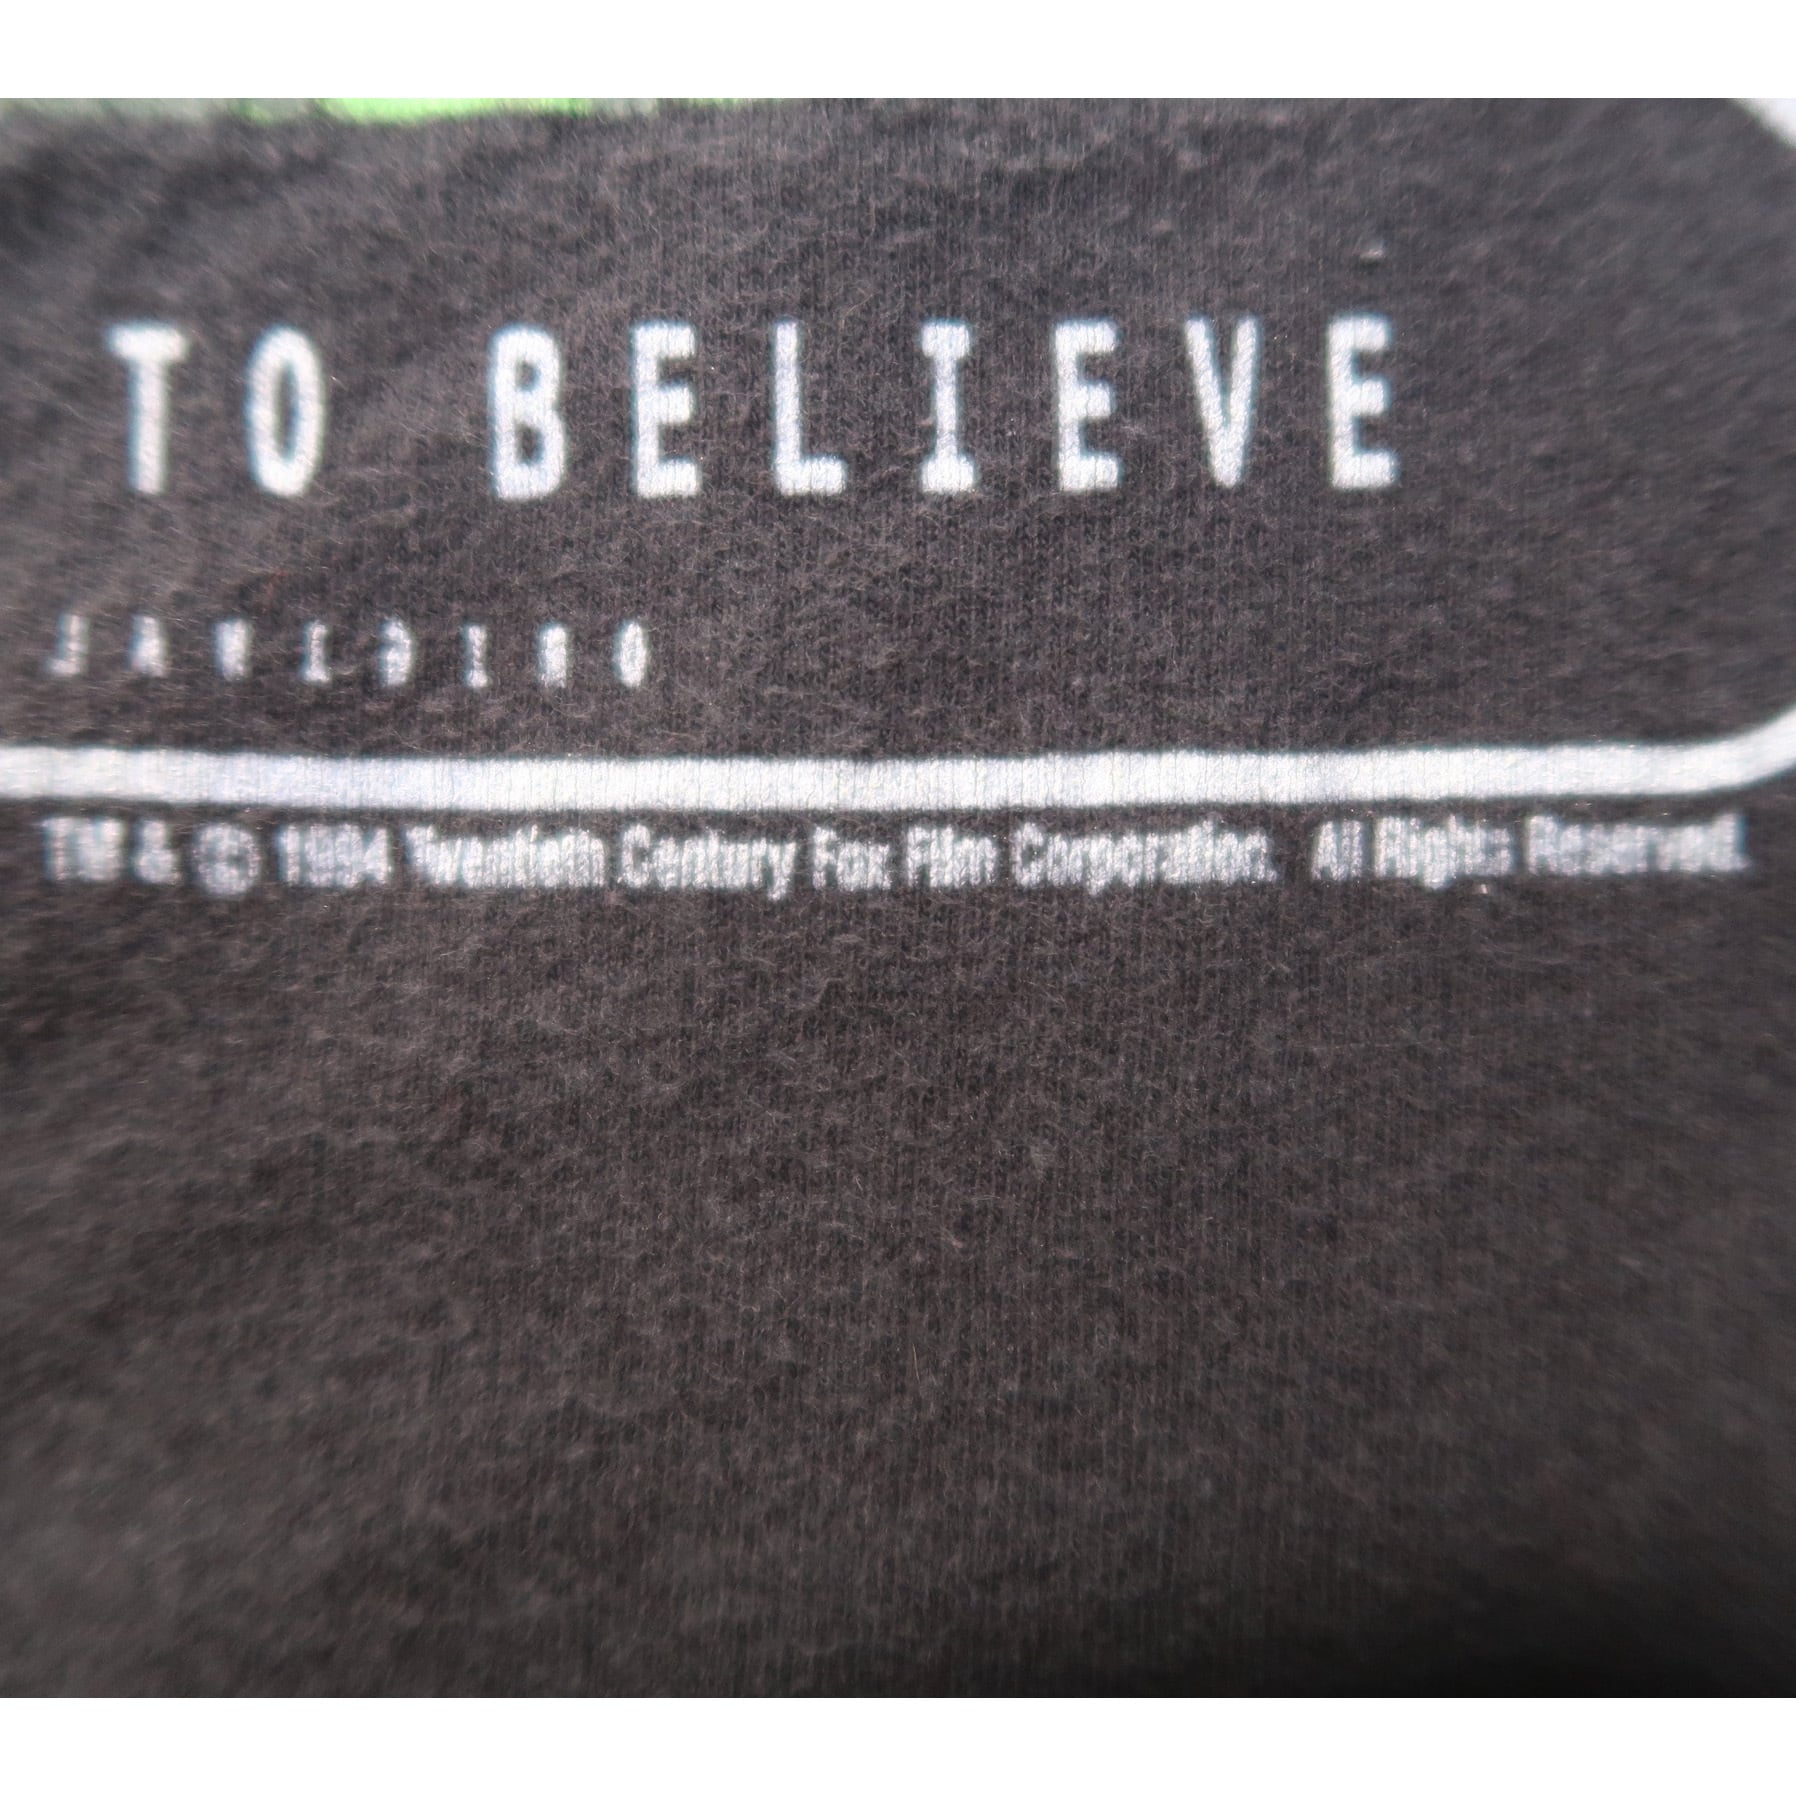 TO BELIEVE
TM & © 1994 Twentieth Century Fox Film Corporation. All Rights Reserved.